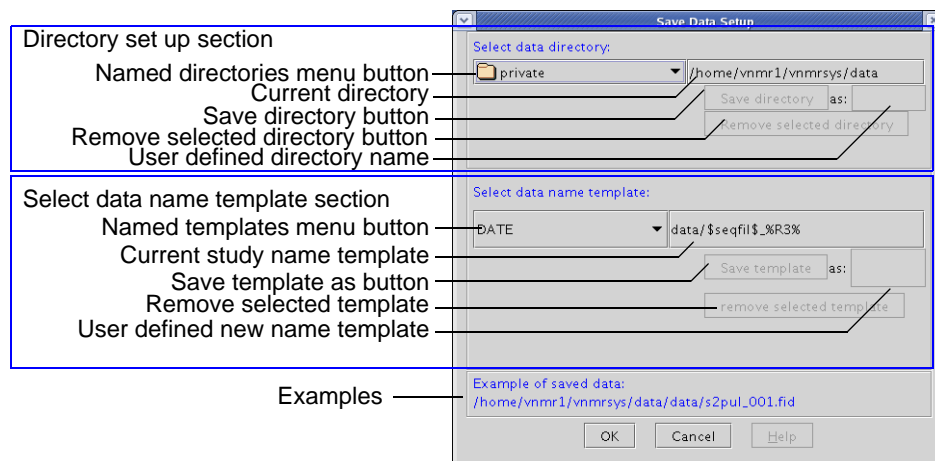 Save Data Setup
Directory set up section
Select data directory:
Named directories menu button
private
/home/vnmr1/vnmrsys/data
Current directory
Save directory button
Save directory
as:
Remove selected directory button
Remove selected directory
User defined directory name
Select data name template section
Select data name template:
Named templates menu button
DATE
data/$seqfil$_%R3%
Current study name template
Save template as button
Save template
as:
Remove selected template
remove selected template
User defined new name template
Examples
Example of saved data:
/home/vnmr1/vnmrsys/data/data/s2pul_001.fid
OK
Cancel
Help